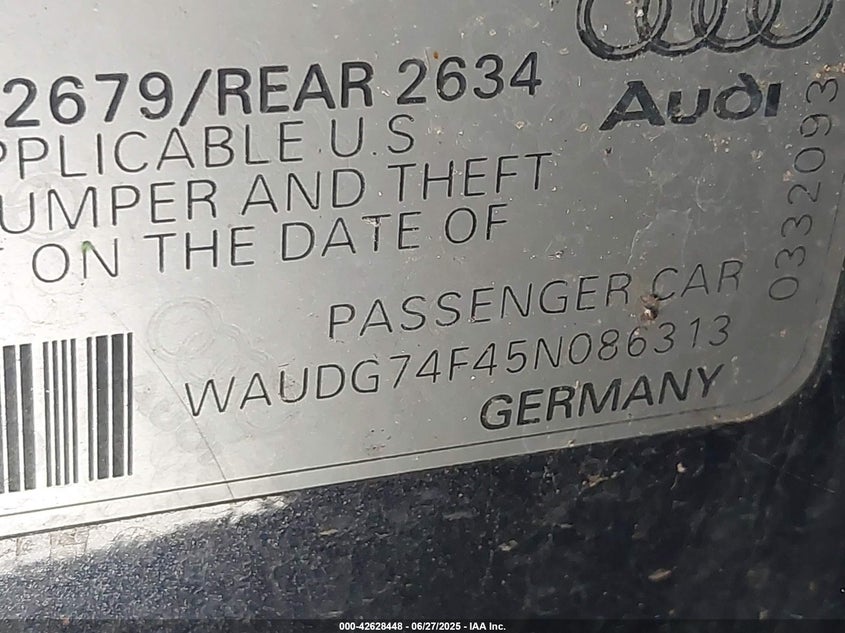 2679/REAR 2634
PPLICABLE U.S
UMPER AND THEFT
ON THE DATE OF
PASSENGER CAR
WAUDG74F45N086313
GERMANY
Audi
0332093
000-42628448 - 06/27/2025 - IAA Inc.